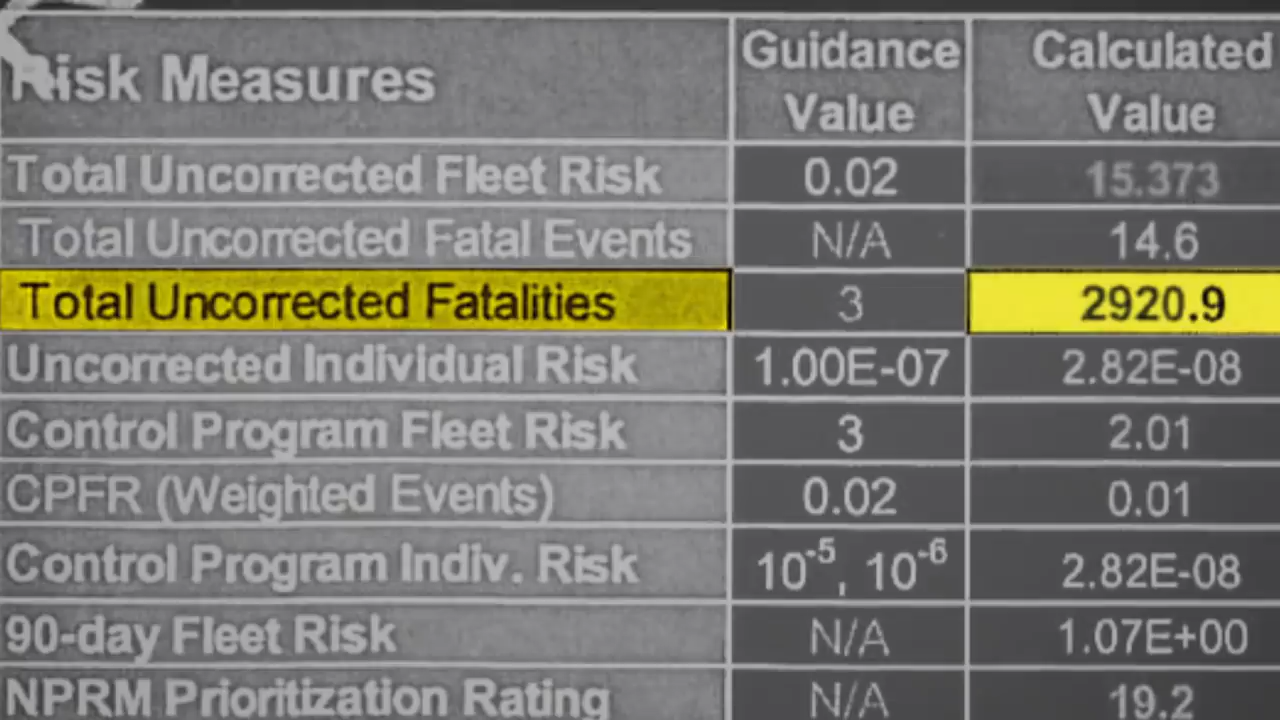 Risk Measures Guidance Value Calculated Value
Total Uncorrected Fleet Risk 0.02 15.373
Total Uncorrected Fatal Events N/A 14.6
Total Uncorrected Fatalities 3 2920.9
Uncorrected Individual Risk 1.00E-07 2.82E-08
Control Program Fleet Risk 3 2.01
CPFR (Weighted Events) 0.02 0.01
Control Program Indiv. Risk 10⁻⁵, 10⁻⁶ 2.82E-08
90-day Fleet Risk N/A 1.07E+00
NPRM Prioritization Rating N/A 19.2